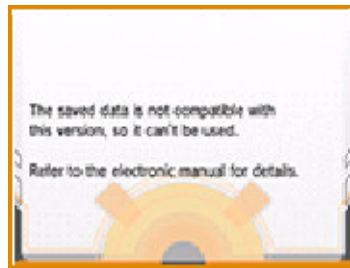 The saved data is not compatible with
this version, so it can't be used.
Refer to the electronic manual for details.